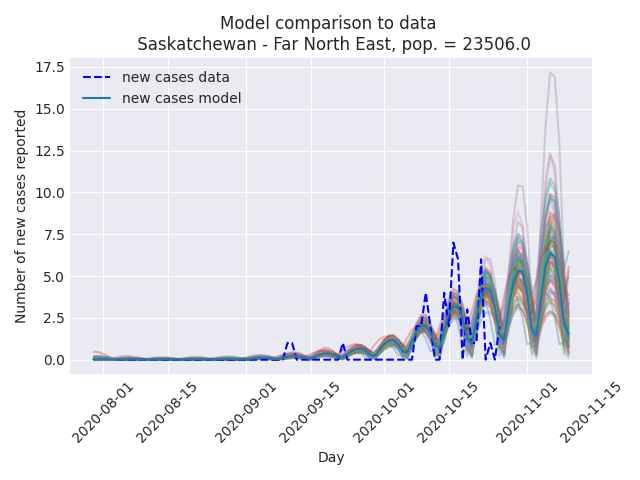 Model comparison to data
Saskatchewan - Far North East, pop. = 23506.0
new cases data
new cases model
Number of new cases reported
17.5
15.0
12.5
10.0
7.5
5.0
2.5
0.0
2020-08-01
2020-08-15
2020-09-01
2020-09-15
2020-10-01
2020-10-15
2020-11-01
2020-11-15
Day